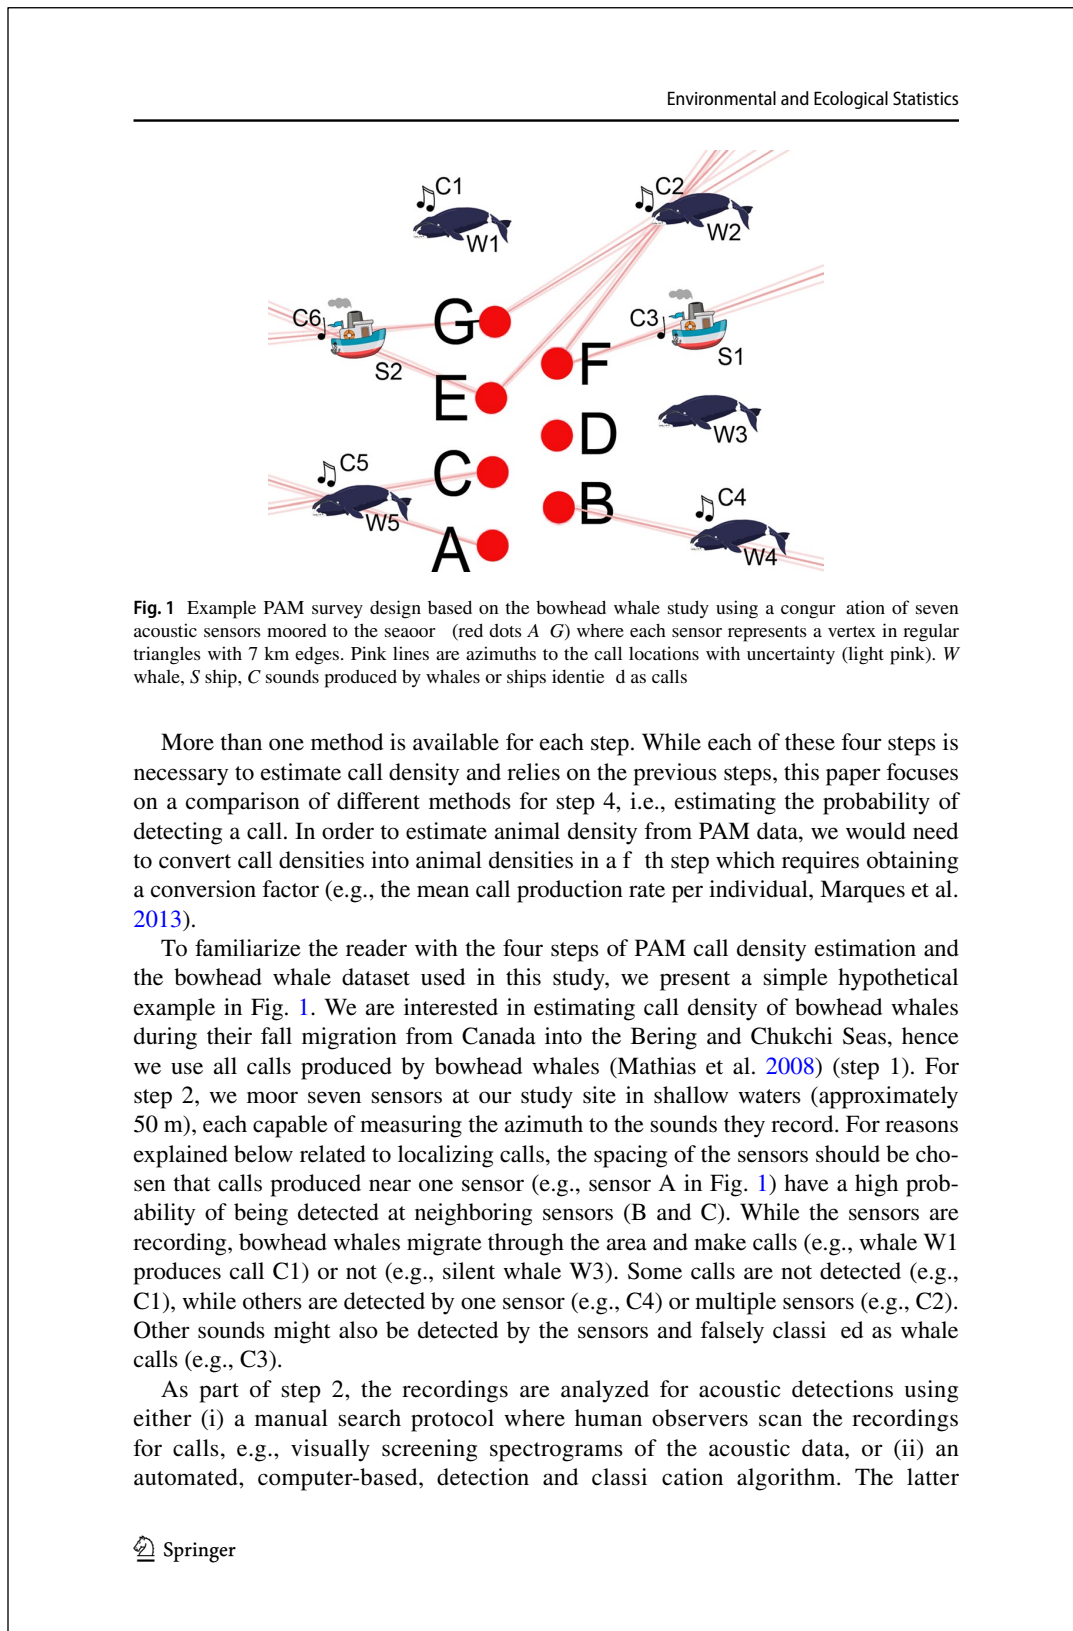 Environmental and Ecological Statistics
C1
W1
C2
W2
C6
S2
G
C3
S1
F
E
D
W3
C5
W5
C
B
C4
W4
A
Fig. 1 Example PAM survey design based on the bowhead whale study using a congur ation of seven
acoustic sensors moored to the seaoor (red dots A G) where each sensor represents a vertex in regular
triangles with 7 km edges. Pink lines are azimuths to the call locations with uncertainty (light pink). W
whale, S ship, C sounds produced by whales or ships identie d as calls
More than one method is available for each step. While each of these four steps is
necessary to estimate call density and relies on the previous steps, this paper focuses
on a comparison of different methods for step 4, i.e., estimating the probability of
detecting a call. In order to estimate animal density from PAM data, we would need
to convert call densities into animal densities in a f th step which requires obtaining
a conversion factor (e.g., the mean call production rate per individual, Marques et al.
2013).
To familiarize the reader with the four steps of PAM call density estimation and
the bowhead whale dataset used in this study, we present a simple hypothetical
example in Fig. 1. We are interested in estimating call density of bowhead whales
during their fall migration from Canada into the Bering and Chukchi Seas, hence
we use all calls produced by bowhead whales (Mathias et al. 2008) (step 1). For
step 2, we moor seven sensors at our study site in shallow waters (approximately
50 m), each capable of measuring the azimuth to the sounds they record. For reasons
explained below related to localizing calls, the spacing of the sensors should be cho-
sen that calls produced near one sensor (e.g., sensor A in Fig. 1) have a high prob-
ability of being detected at neighboring sensors (B and C). While the sensors are
recording, bowhead whales migrate through the area and make calls (e.g., whale W1
produces call C1) or not (e.g., silent whale W3). Some calls are not detected (e.g.,
C1), while others are detected by one sensor (e.g., C4) or multiple sensors (e.g., C2).
Other sounds might also be detected by the sensors and falsely classi ed as whale
calls (e.g., C3).
As part of step 2, the recordings are analyzed for acoustic detections using
either (i) a manual search protocol where human observers scan the recordings
for calls, e.g., visually screening spectrograms of the acoustic data, or (ii) an
automated, computer-based, detection and classi cation algorithm. The latter
Springer